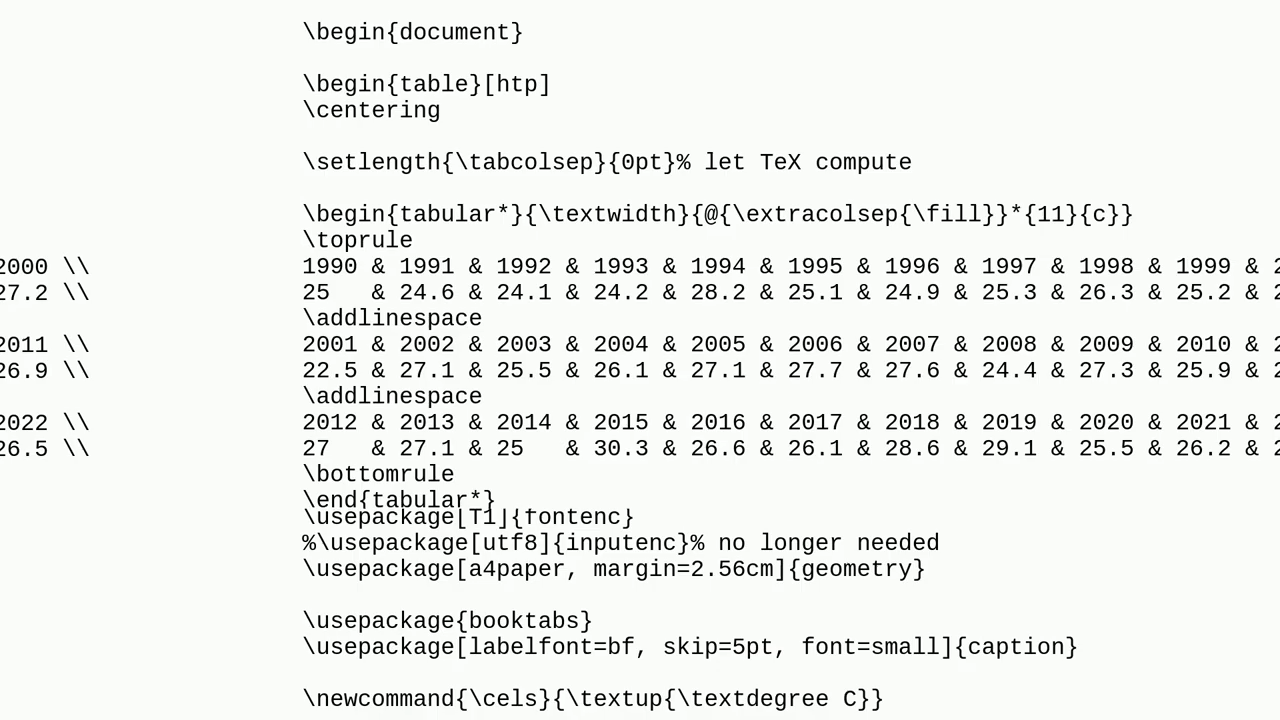 \begin{document}
\begin{table}[htp]
\centering
\setlength{\tabcolsep}{0pt}% let TeX compute
\begin{tabular*}{\textwidth}{@{\extracolsep{\fill}}*{11}{c}}
\toprule
2000 \\ 1990 & 1991 & 1992 & 1993 & 1994 & 1995 & 1996 & 1997 & 1998 & 1999 & 2
27.2 \\ 25 & 24.6 & 24.1 & 24.2 & 28.2 & 25.1 & 24.9 & 25.3 & 26.3 & 25.2 & 2
\addlinespace
2011 \\ 2001 & 2002 & 2003 & 2004 & 2005 & 2006 & 2007 & 2008 & 2009 & 2010 & 2
26.9 \\ 22.5 & 27.1 & 25.5 & 26.1 & 27.1 & 27.7 & 27.6 & 24.4 & 27.3 & 25.9 & 2
\addlinespace
2022 \\ 2012 & 2013 & 2014 & 2015 & 2016 & 2017 & 2018 & 2019 & 2020 & 2021 & 2
26.5 \\ 27 & 27.1 & 25 & 30.3 & 26.6 & 26.1 & 28.6 & 29.1 & 25.5 & 26.2 & 2
\bottomrule
\end{tabular*}
\usepackage[T1]{fontenc}
%\usepackage[utf8]{inputenc}% no longer needed
\usepackage[a4paper, margin=2.56cm]{geometry}
\usepackage{booktabs}
\usepackage[labelfont=bf, skip=5pt, font=small]{caption}
\newcommand{\cels}{\textup{\textdegree C}}